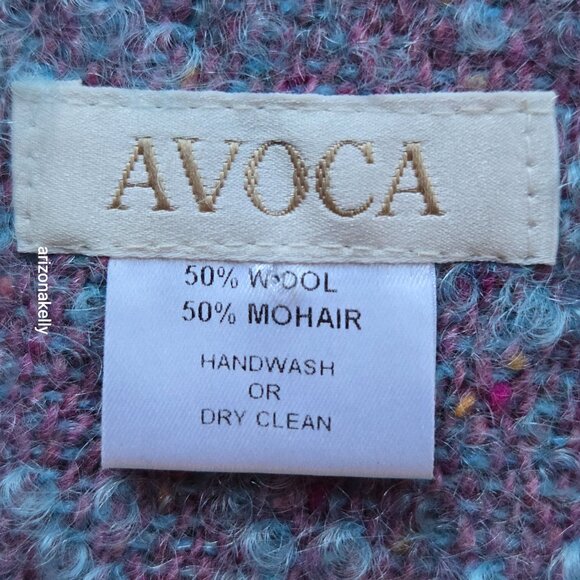 AVOCA
50% WOOL
50% MOHAIR
HANDWASH
OR
DRY CLEAN
arizonakelly